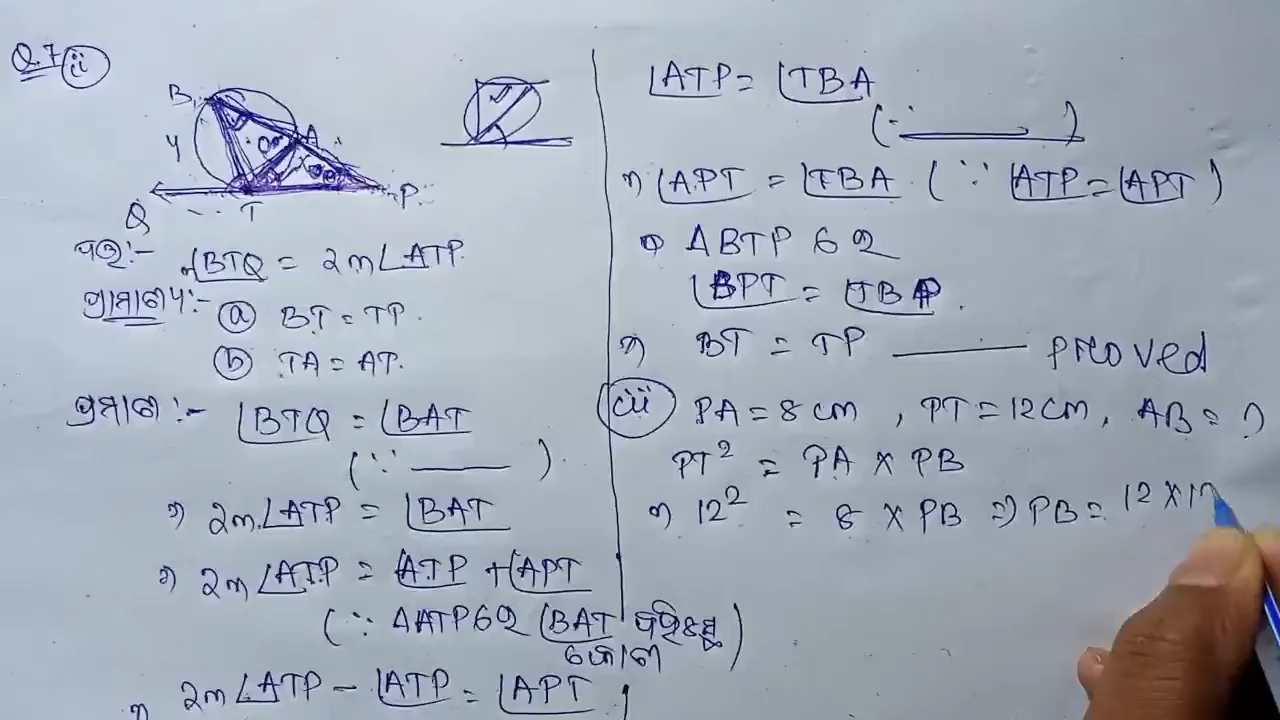 Q.7 ii
B
A
Y
Q
T
P
ଦତ୍ତ :- m∠BTQ = 2m∠ATP
ପ୍ରାମାଣ୍ୟ :- ⓐ BT = TP.
ⓑ TA = AT.
ପ୍ରମାଣ :- ∠BTQ = ∠BAT
(∵ ——— ).
⇒ 2m∠ATP = ∠BAT
⇒ 2m∠ATP = ∠ATP + ∠APT
(∵ ΔATP ରେ ∠BAT ବହିଃସ୍ଥ
କୋଣ)
⇒ 2m∠ATP - ∠ATP = ∠APT
∠ATP = ∠TBA
(∵ ——— )
⇒ ∠APT = ∠TBA (∵ ∠ATP = ∠APT)
⇒ ΔBTP ରେ
∠BPT = ∠TBP.
⇒ BT = TP ——— proved
iii PA = 8 cm, PT = 12 cm, AB = ?
PT² = PA × PB
⇒ 12² = 8 × PB ⇒ PB = 12 × 12